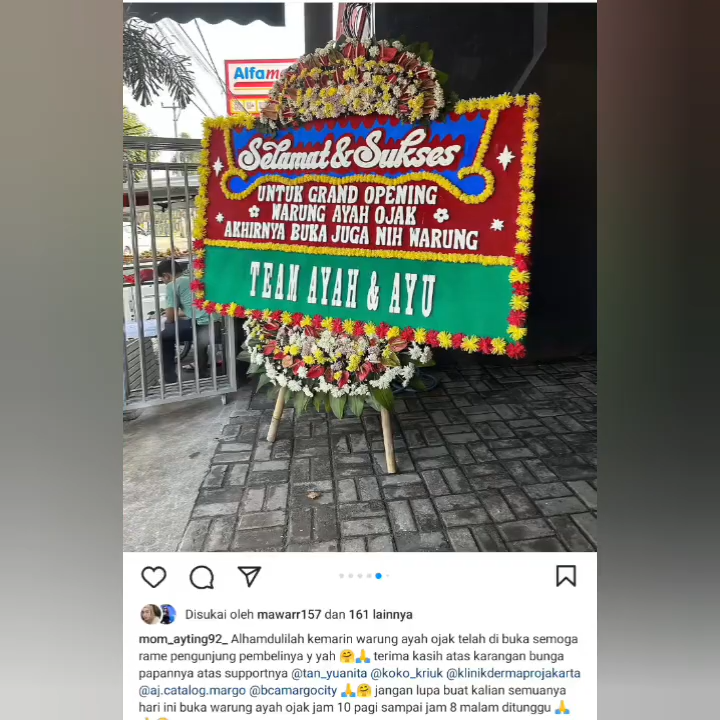 Alfam
Selamat & Sukses
UNTUK GRAND OPENING
WARUNG AYAH OJAK
AKHIRNYA BUKA JUGA NIH WARUNG
TEAM AYAH & AYU
Disukai oleh mawarr157 dan 161 lainnya
mom_ayting92_ Alhamdulilah kemarin warung ayah ojak telah di buka semoga
rame pengunjung pembelinya y yah 🤗🙏 terima kasih atas karangan bunga
papannya atas supportnya @tan_yuanita @koko_kriuk @klinikdermaprojakarta
@aj.catalog.margo @bcamargocity 🙏🤗 jangan lupa buat kalian semuanya
hari ini buka warung ayah ojak jam 10 pagi sampai jam 8 malam ditunggu 🙏